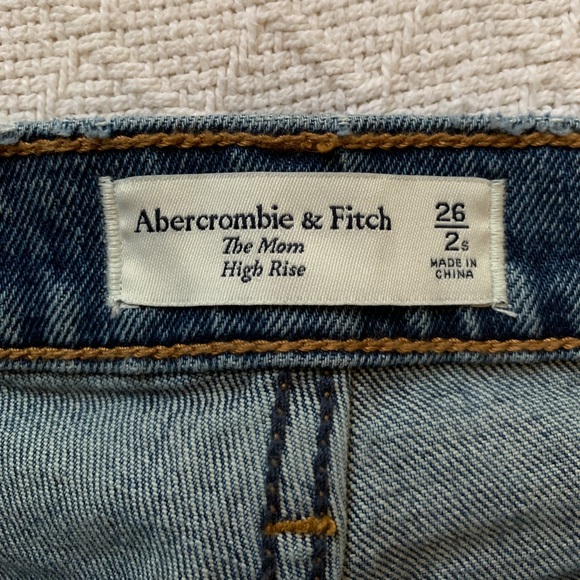 Abercrombie & Fitch
The Mom
High Rise
26
2s
MADE IN
CHINA